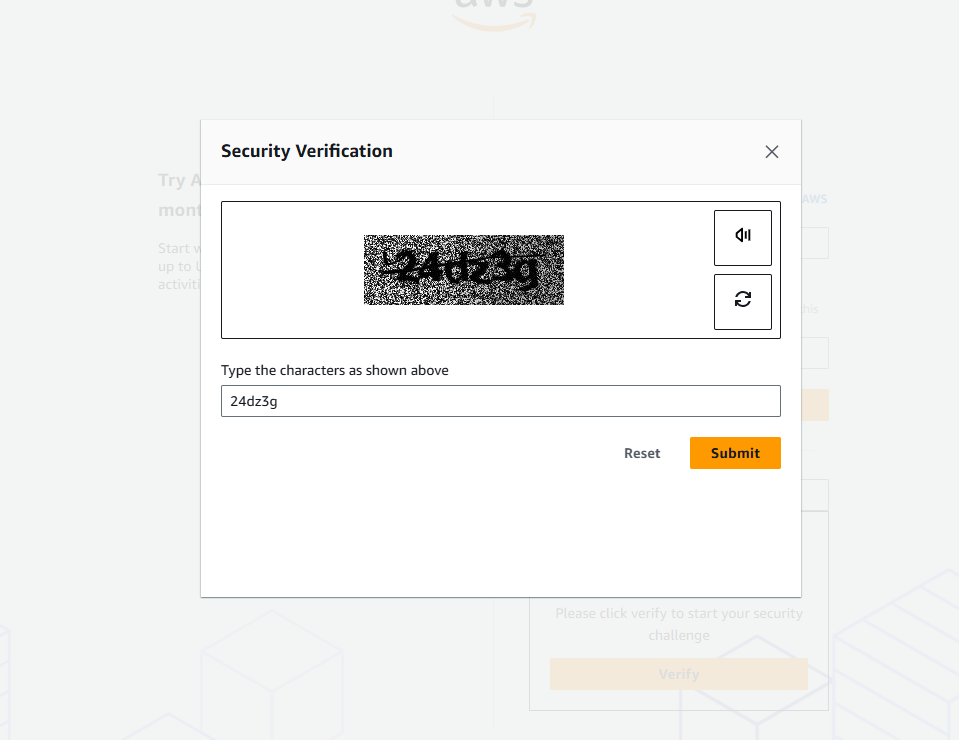 aws
Try A
mont
Start w
up to U
activiti
AWS
this
Security Verification
Type the characters as shown above
24dz3g
Reset
Submit
Please click verify to start your security
challenge
Verify